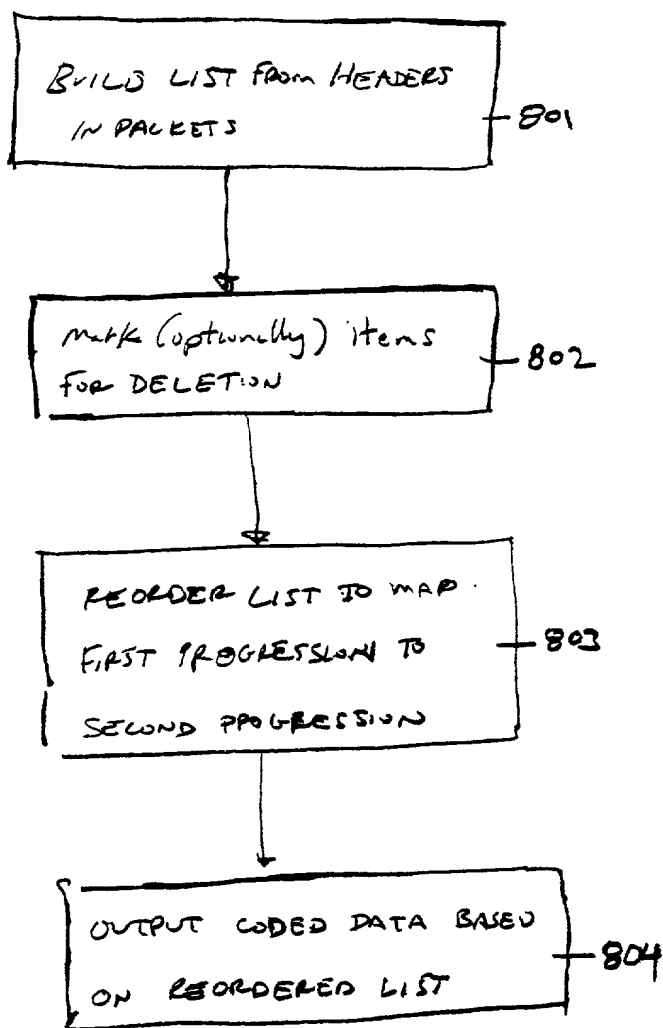 BUILD LIST FROM HEADERS
IN PACKETS
801
Mark (optionally) items
FOR DELETION
802
REORDER LIST TO MAP
FIRST PROGRESSION TO
SECOND PROGRESSION
803
OUTPUT CODED DATA BASED
ON REORDERED LIST
804